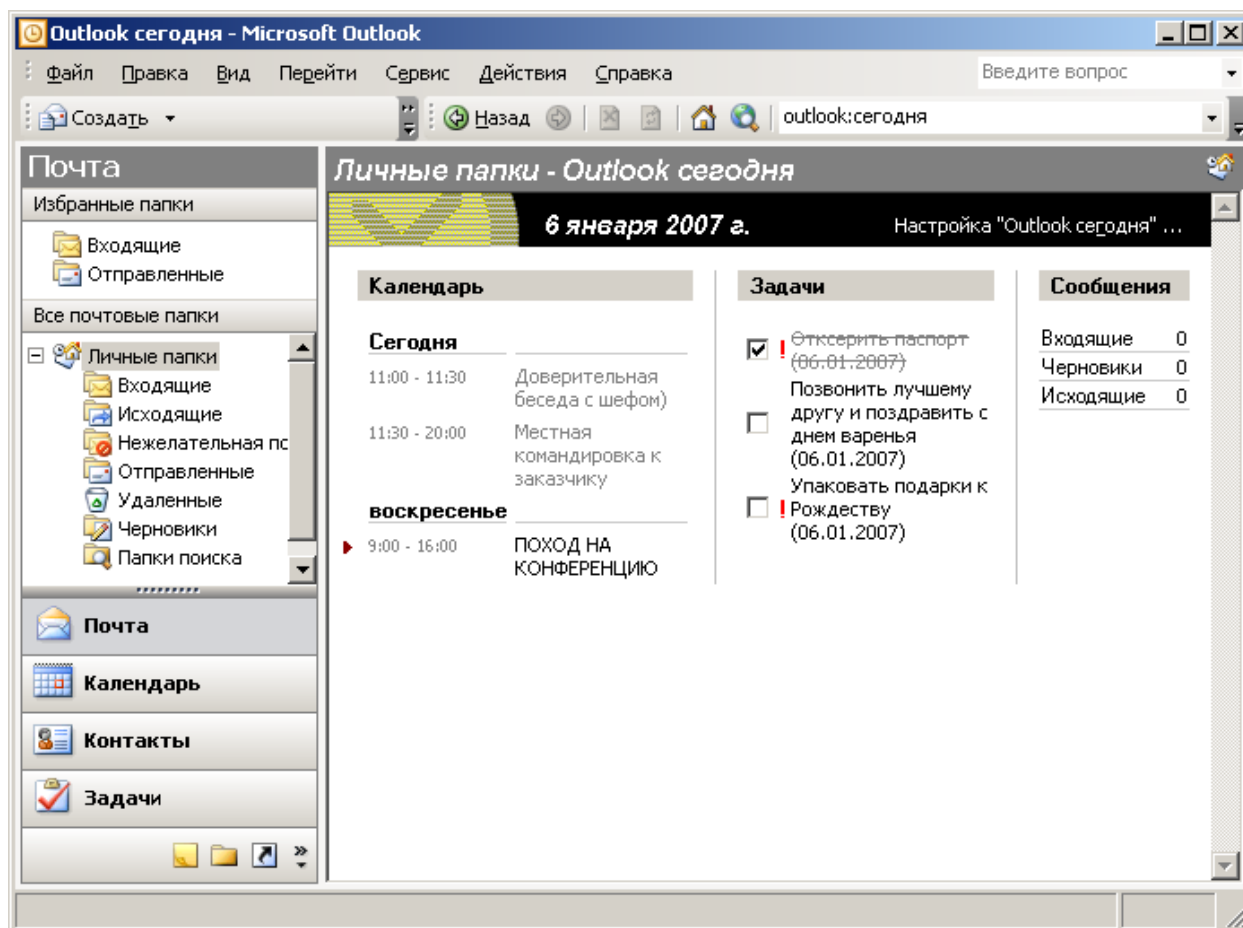 Outlook сегодня - Microsoft Outlook
Файл Правка Вид Перейти Сервис Действия Справка Введите вопрос
Создать Назад outlook:сегодня
Почта
Избранные папки
Входящие
Отправленные
Все почтовые папки
Личные папки
Входящие
Исходящие
Нежелательная пс
Отправленные
Удаленные
Черновики
Папки поиска
Почта
Календарь
Контакты
Задачи
Личные папки - Outlook сегодня
6 января 2007 г. Настройка "Outlook сегодня" ...
Календарь
Сегодня
11:00 - 11:30 Доверительная
беседа с шефом)
11:30 - 20:00 Местная
командировка к
заказчику
воскресенье
9:00 - 16:00 ПОХОД НА
КОНФЕРЕНЦИЮ
Задачи
! Отксерить паспорт
(06.01.2007)
Позвонить лучшему
другу и поздравить с
днем варенья
(06.01.2007)
Упаковать подарки к
! Рождеству
(06.01.2007)
Сообщения
Входящие 0
Черновики 0
Исходящие 0